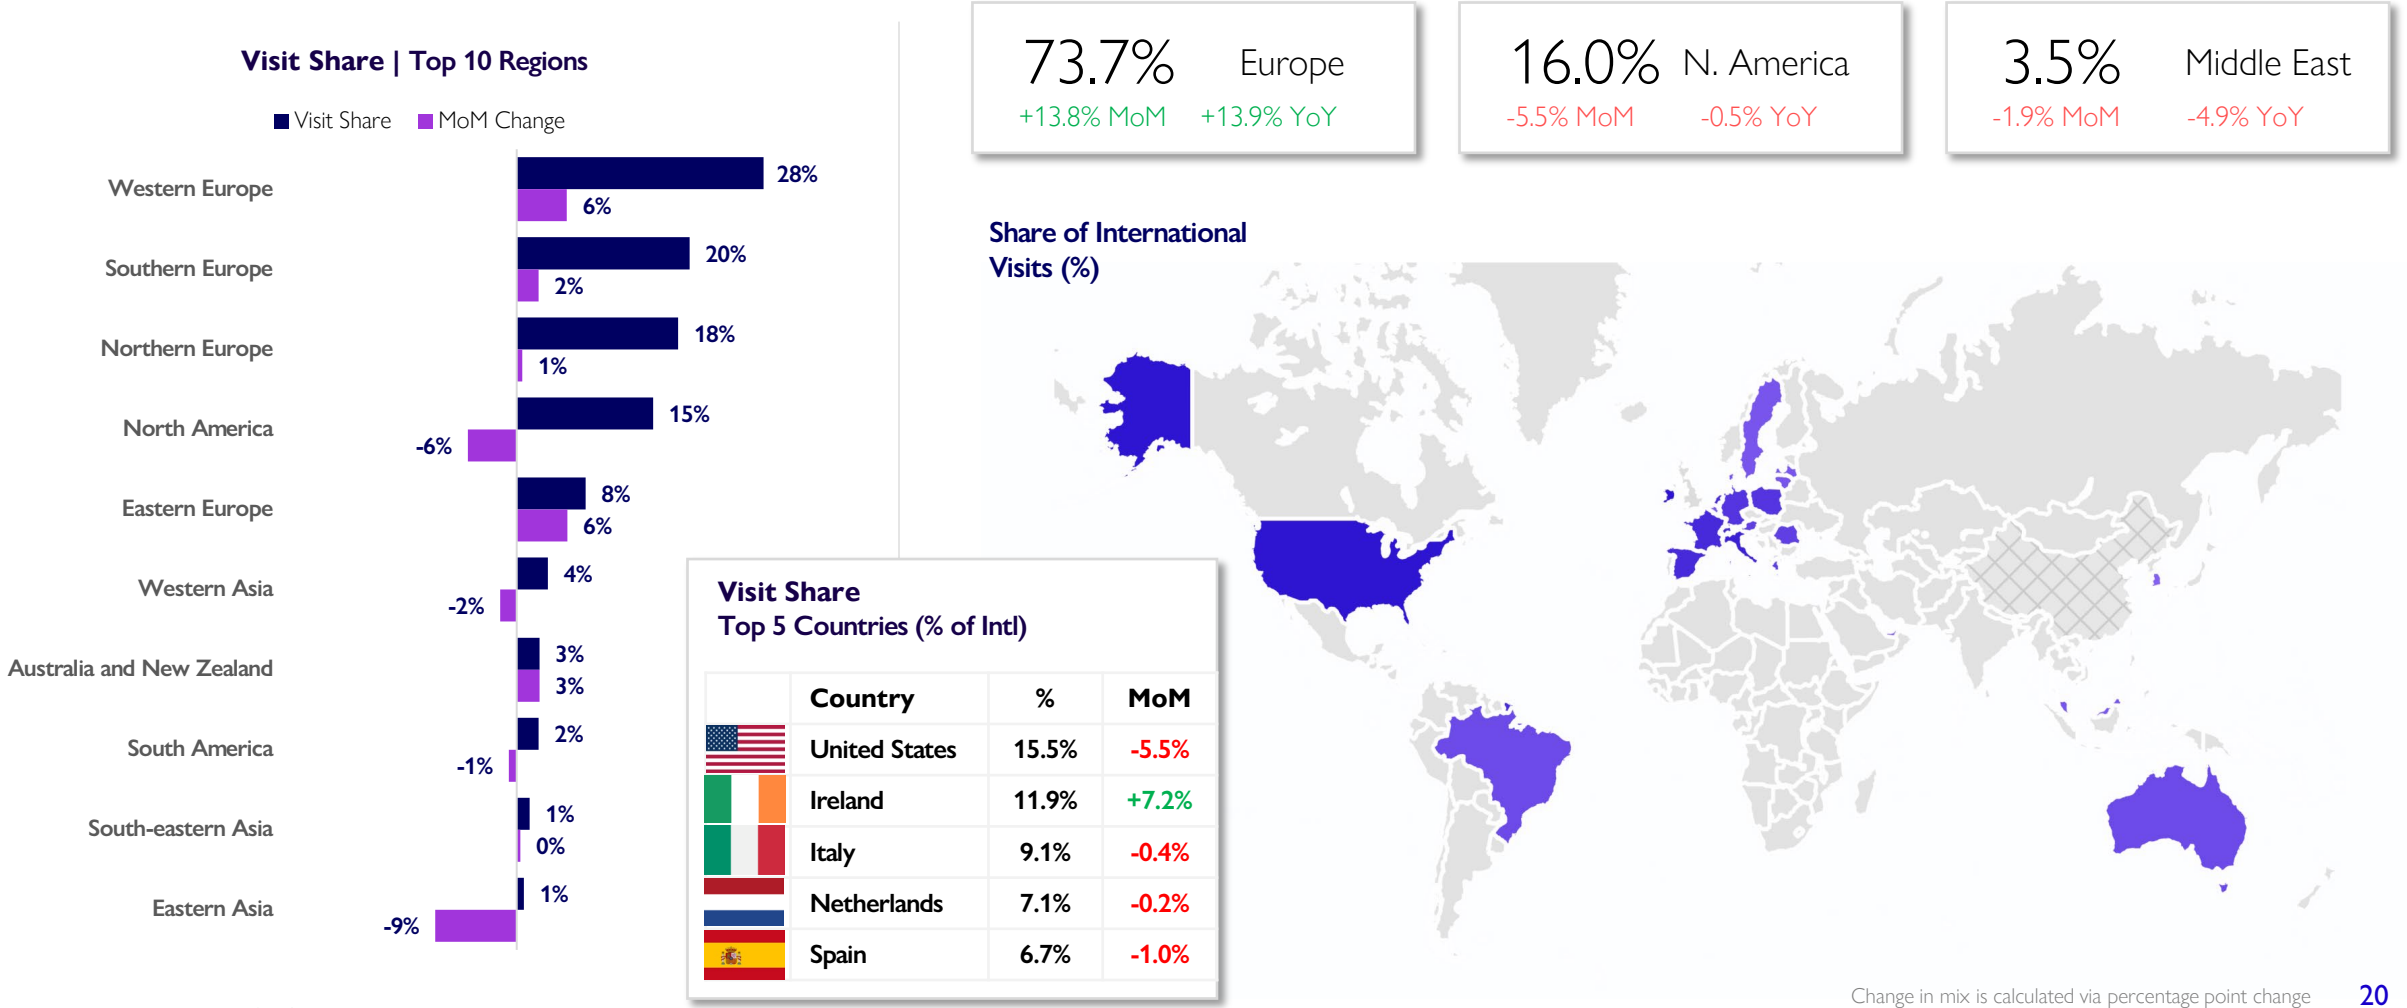 Visit Share | Top 10 Regions
Visit Share MoM Change
Western Europe 28% 6%
Southern Europe 20% 2%
Northern Europe 18% 1%
North America 15% -6%
Eastern Europe 8% 6%
Western Asia 4% -2%
Australia and New Zealand 3% 3%
South America 2% -1%
South-eastern Asia 1% 0%
Eastern Asia 1% -9%
73.7% Europe
+13.8% MoM +13.9% YoY
16.0% N. America
-5.5% MoM -0.5% YoY
3.5% Middle East
-1.9% MoM -4.9% YoY
Share of International
Visits (%)
Visit Share
Top 5 Countries (% of Intl)
Country % MoM
United States 15.5% -5.5%
Ireland 11.9% +7.2%
Italy 9.1% -0.4%
Netherlands 7.1% -0.2%
Spain 6.7% -1.0%
Change in mix is calculated via percentage point change 20